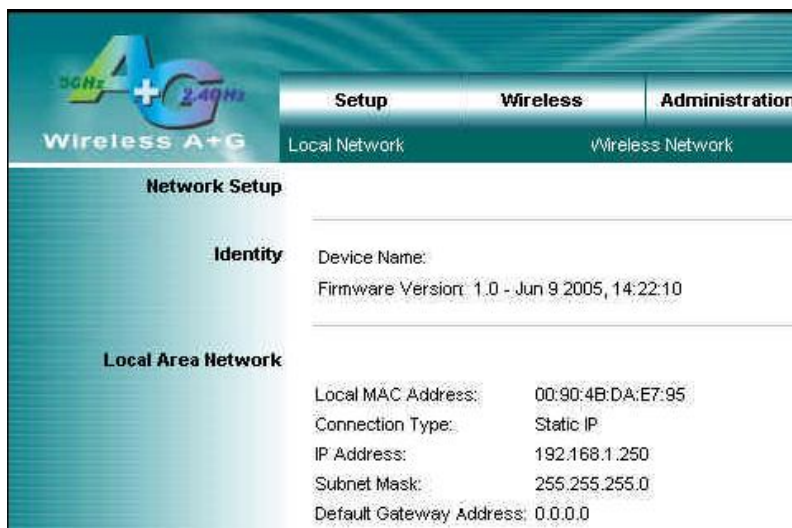 5GHz
A+G
2.4GHz
Wireless A+G
Setup Wireless Administration
Local Network Wireless Network
Network Setup
Identity
Device Name:
Firmware Version: 1.0 - Jun 9 2005, 14:22:10
Local Area Network
Local MAC Address: 00:90:4B:DA:E7:95
Connection Type: Static IP
IP Address: 192.168.1.250
Subnet Mask: 255.255.255.0
Default Gateway Address: 0.0.0.0